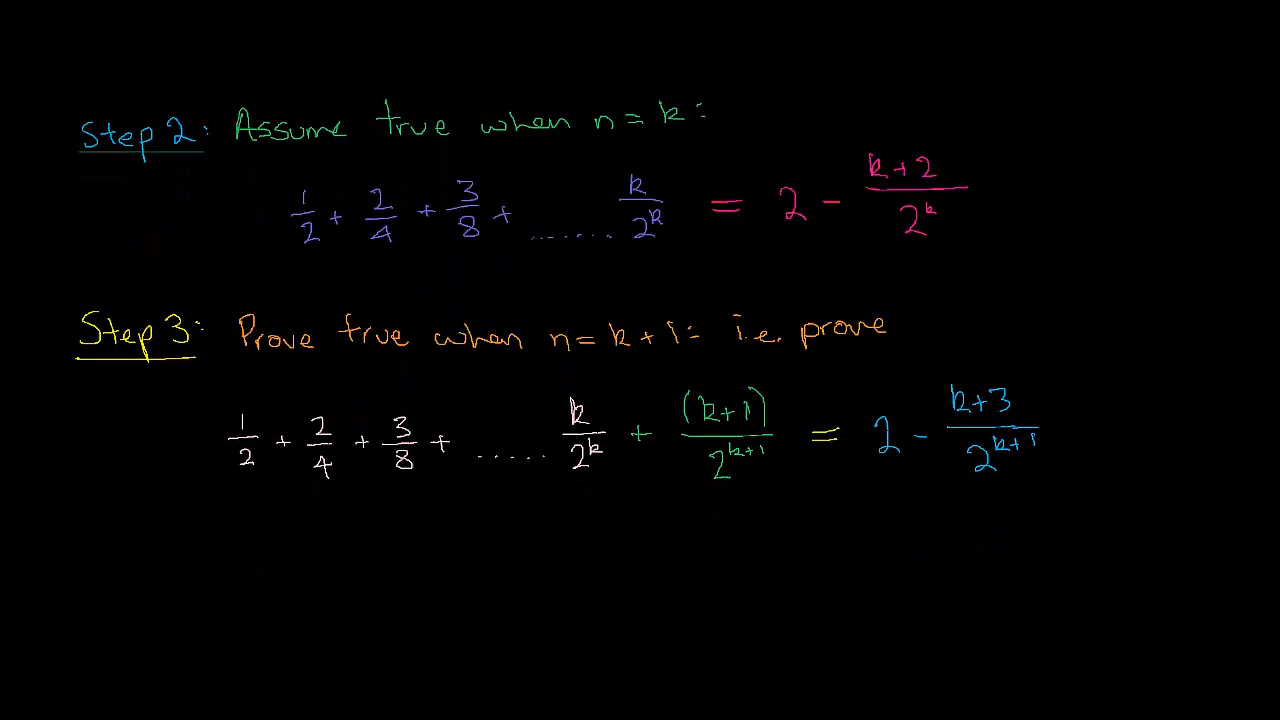 Step 2: Assume true when n = k:
1/2 + 2/4 + 3/8 + ........ k/2^k = 2 - (k+2)/2^k
Step 3: Prove true when n = k + 1: i.e. prove
1/2 + 2/4 + 3/8 + ...... k/2^k + (k+1)/2^(k+1) = 2 - (k+3)/2^(k+1)